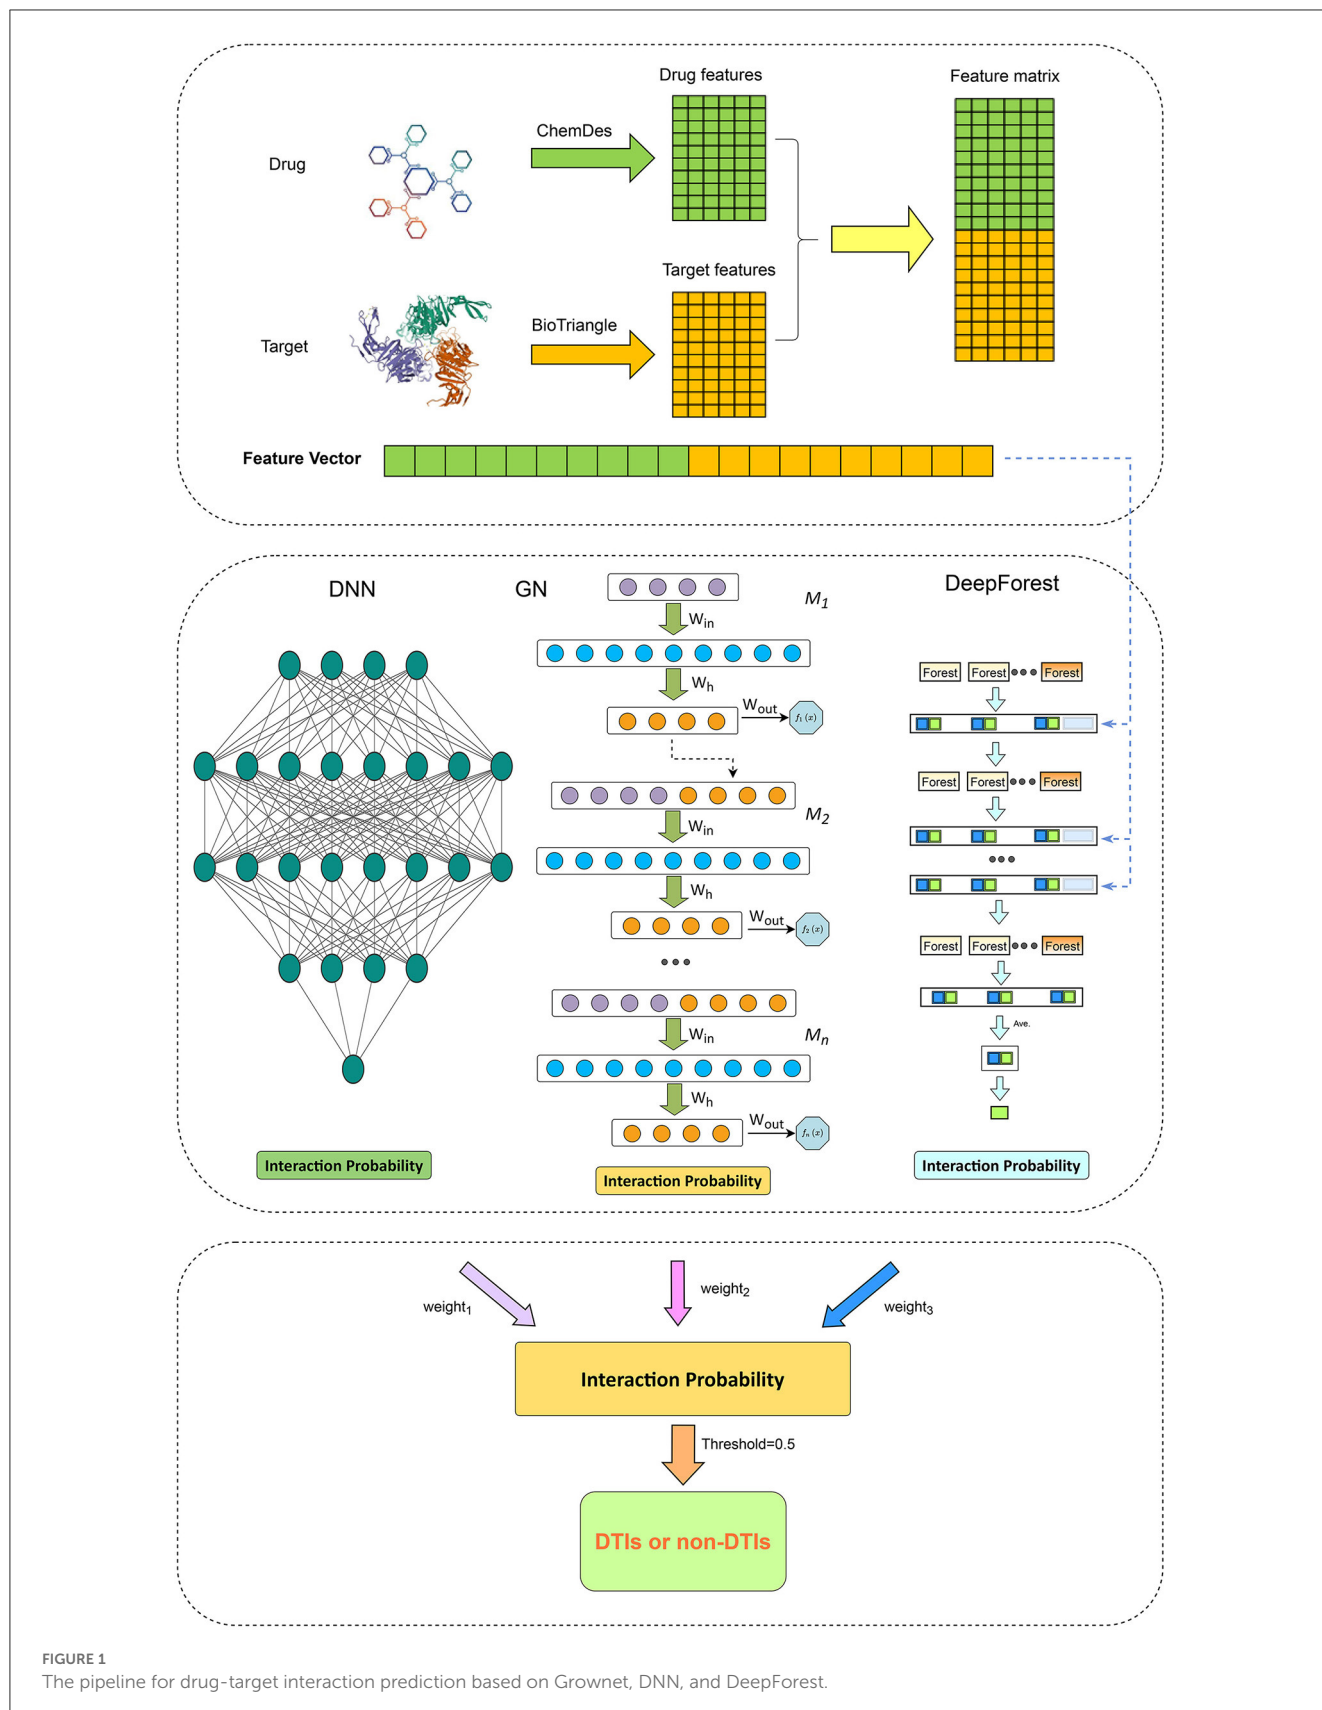 Drug features
Feature matrix
ChemDes
Drug
Target features
BioTriangle
Target
Feature Vector
DNN
GN
M1
DeepForest
Win
Wh
Forest Forest Forest
Wout
f1(x)
Forest Forest Forest
M2
Win
Wh
Wout
f2(x)
Forest Forest Forest
Mn
Win
Ave.
Wh
Wout
fn(x)
Interaction Probability
Interaction Probability
Interaction Probability
weight1
weight2
weight3
Interaction Probability
Threshold=0.5
DTIs or non-DTIs
FIGURE 1
The pipeline for drug-target interaction prediction based on Grownet, DNN, and DeepForest.